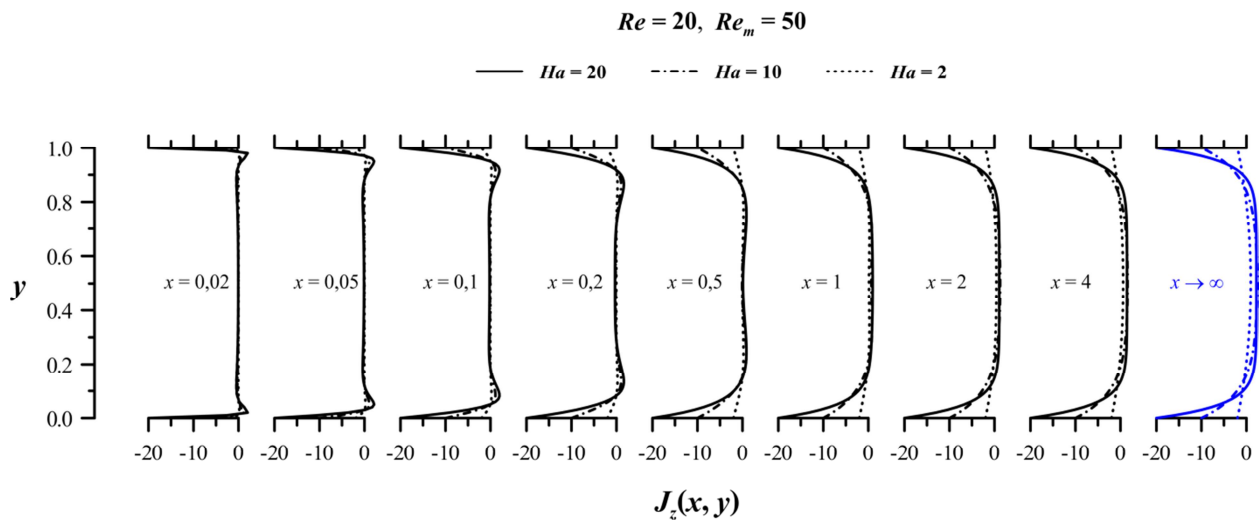 Re = 20, Re_m = 50
Ha = 20 Ha = 10 Ha = 2
1.0
0.8
0.6
x = 0,02 x = 0,05 x = 0,1 x = 0,2 x = 0,5 x = 1 x = 2 x = 4 x → ∞
y
0.4
0.2
0.0
-20 -10 0 -20 -10 0 -20 -10 0 -20 -10 0 -20 -10 0 -20 -10 0 -20 -10 0 -20 -10 0 -20 -10 0
J_z(x, y)